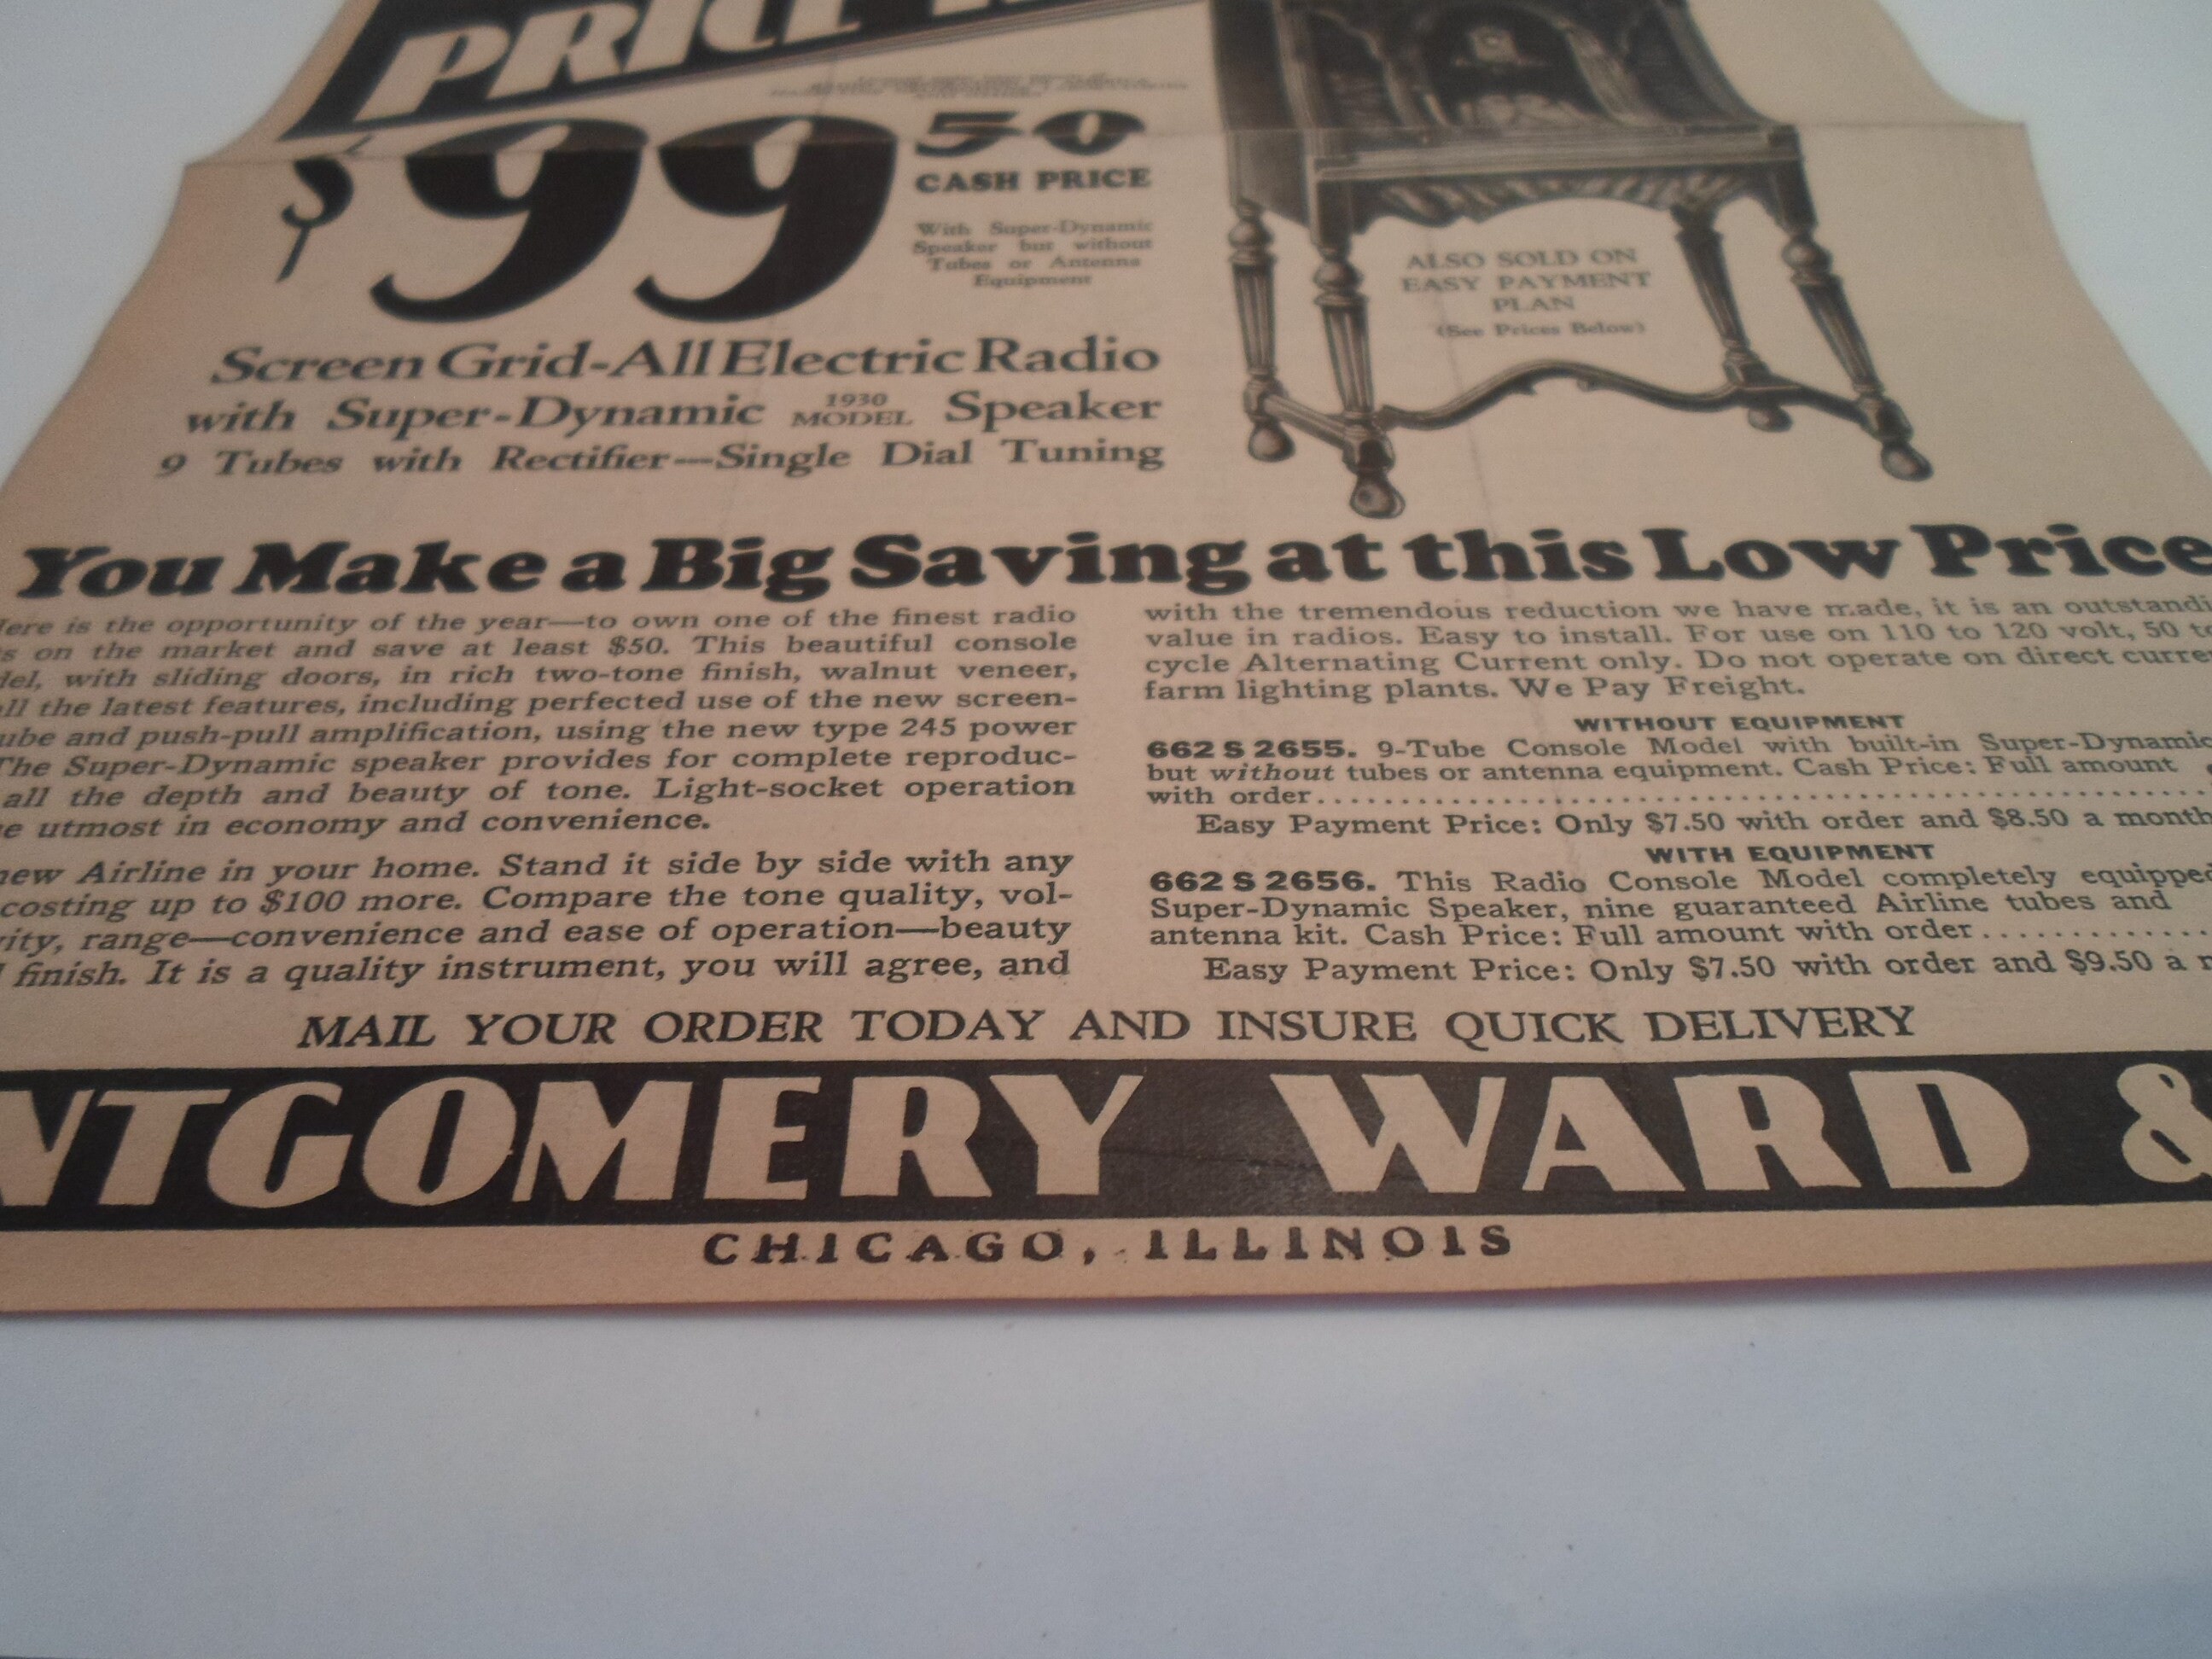 PRICE
$99 50
CASH PRICE
With Super-Dynamic
Speaker but without
Tubes or Antenna
Equipment
ALSO SOLD ON
EASY PAYMENT
PLAN
(See Prices Below)
Screen Grid-All Electric Radio
with Super-Dynamic 1930 MODEL Speaker
9 Tubes with Rectifier—Single Dial Tuning
You Make a Big Saving at this Low Price
Here is the opportunity of the year—to own one of the finest radio
s on the market and save at least $50. This beautiful console
del, with sliding doors, in rich two-tone finish, walnut veneer,
all the latest features, including perfected use of the new screen-
ube and push-pull amplification, using the new type 245 power
The Super-Dynamic speaker provides for complete reproduc-
all the depth and beauty of tone. Light-socket operation
e utmost in economy and convenience.
new Airline in your home. Stand it side by side with any
costing up to $100 more. Compare the tone quality, vol-
vity, range—convenience and ease of operation—beauty
finish. It is a quality instrument, you will agree, and
with the tremendous reduction we have made, it is an outstandi
value in radios. Easy to install. For use on 110 to 120 volt, 50 to
cycle Alternating Current only. Do not operate on direct curre
farm lighting plants. We Pay Freight.
WITHOUT EQUIPMENT
662 S 2655. 9-Tube Console Model with built-in Super-Dynamic
but without tubes or antenna equipment. Cash Price: Full amount
with order
Easy Payment Price: Only $7.50 with order and $8.50 a month
WITH EQUIPMENT
662 S 2656. This Radio Console Model completely equipped
Super-Dynamic Speaker, nine guaranteed Airline tubes and
antenna kit. Cash Price: Full amount with order
Easy Payment Price: Only $7.50 with order and $9.50 a
MAIL YOUR ORDER TODAY AND INSURE QUICK DELIVERY
NTGOMERY WARD &
CHICAGO, ILLINOIS